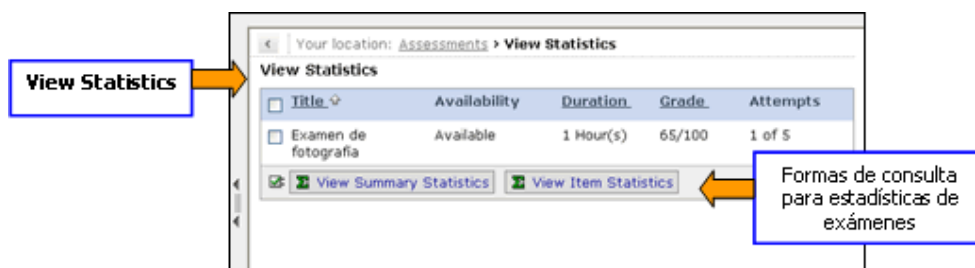 Your location: Assessments › View Statistics
View Statistics
View Statistics
Title Availability Duration Grade Attempts
Examen de fotografía Available 1 Hour(s) 65/100 1 of 5
View Summary Statistics View Item Statistics
Formas de consulta
para estadísticas de
exámenes